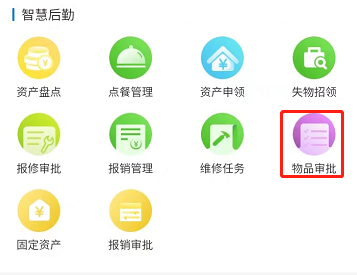 智慧后勤
资产盘点 点餐管理 资产申领 失物招领
报修审批 报销管理 维修任务 物品审批
固定资产 报销审批